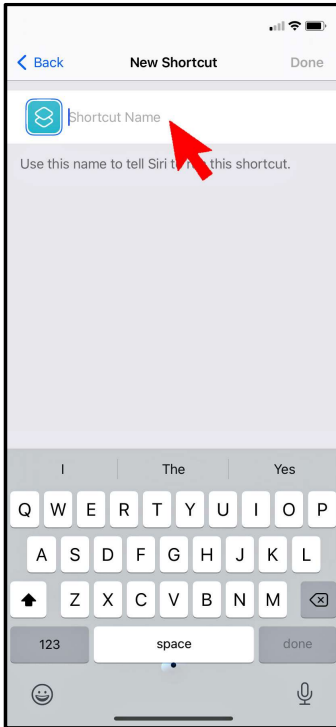 Back New Shortcut Done
Shortcut Name
Use this name to tell Siri to this shortcut.
I The Yes
Q W E R T Y U I O P
A S D F G H J K L
Z X C V B N M
123 space done